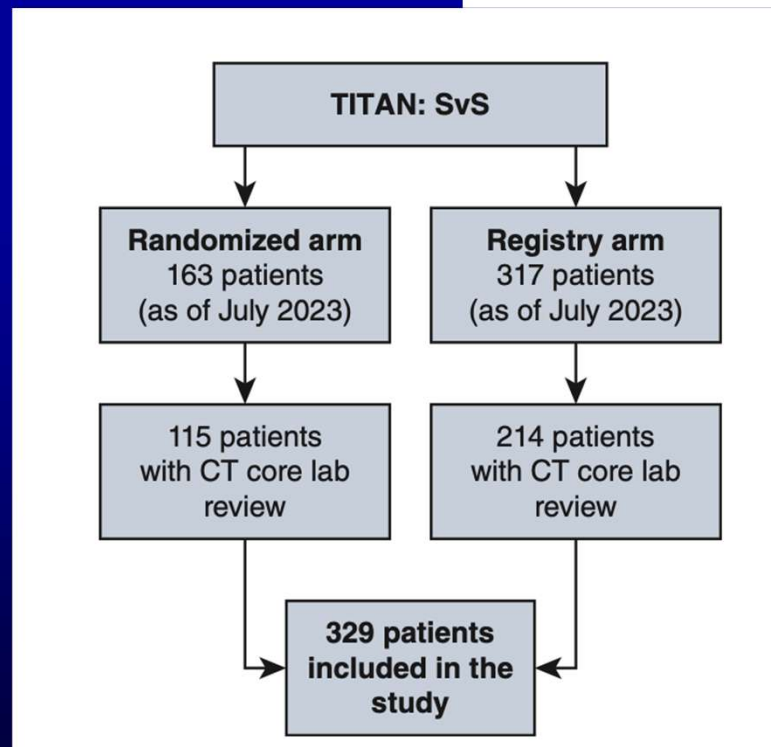 TITAN: SvS
Randomized arm
163 patients
(as of July 2023)
Registry arm
317 patients
(as of July 2023)
115 patients
with CT core lab
review
214 patients
with CT core lab
review
329 patients
included in the
study